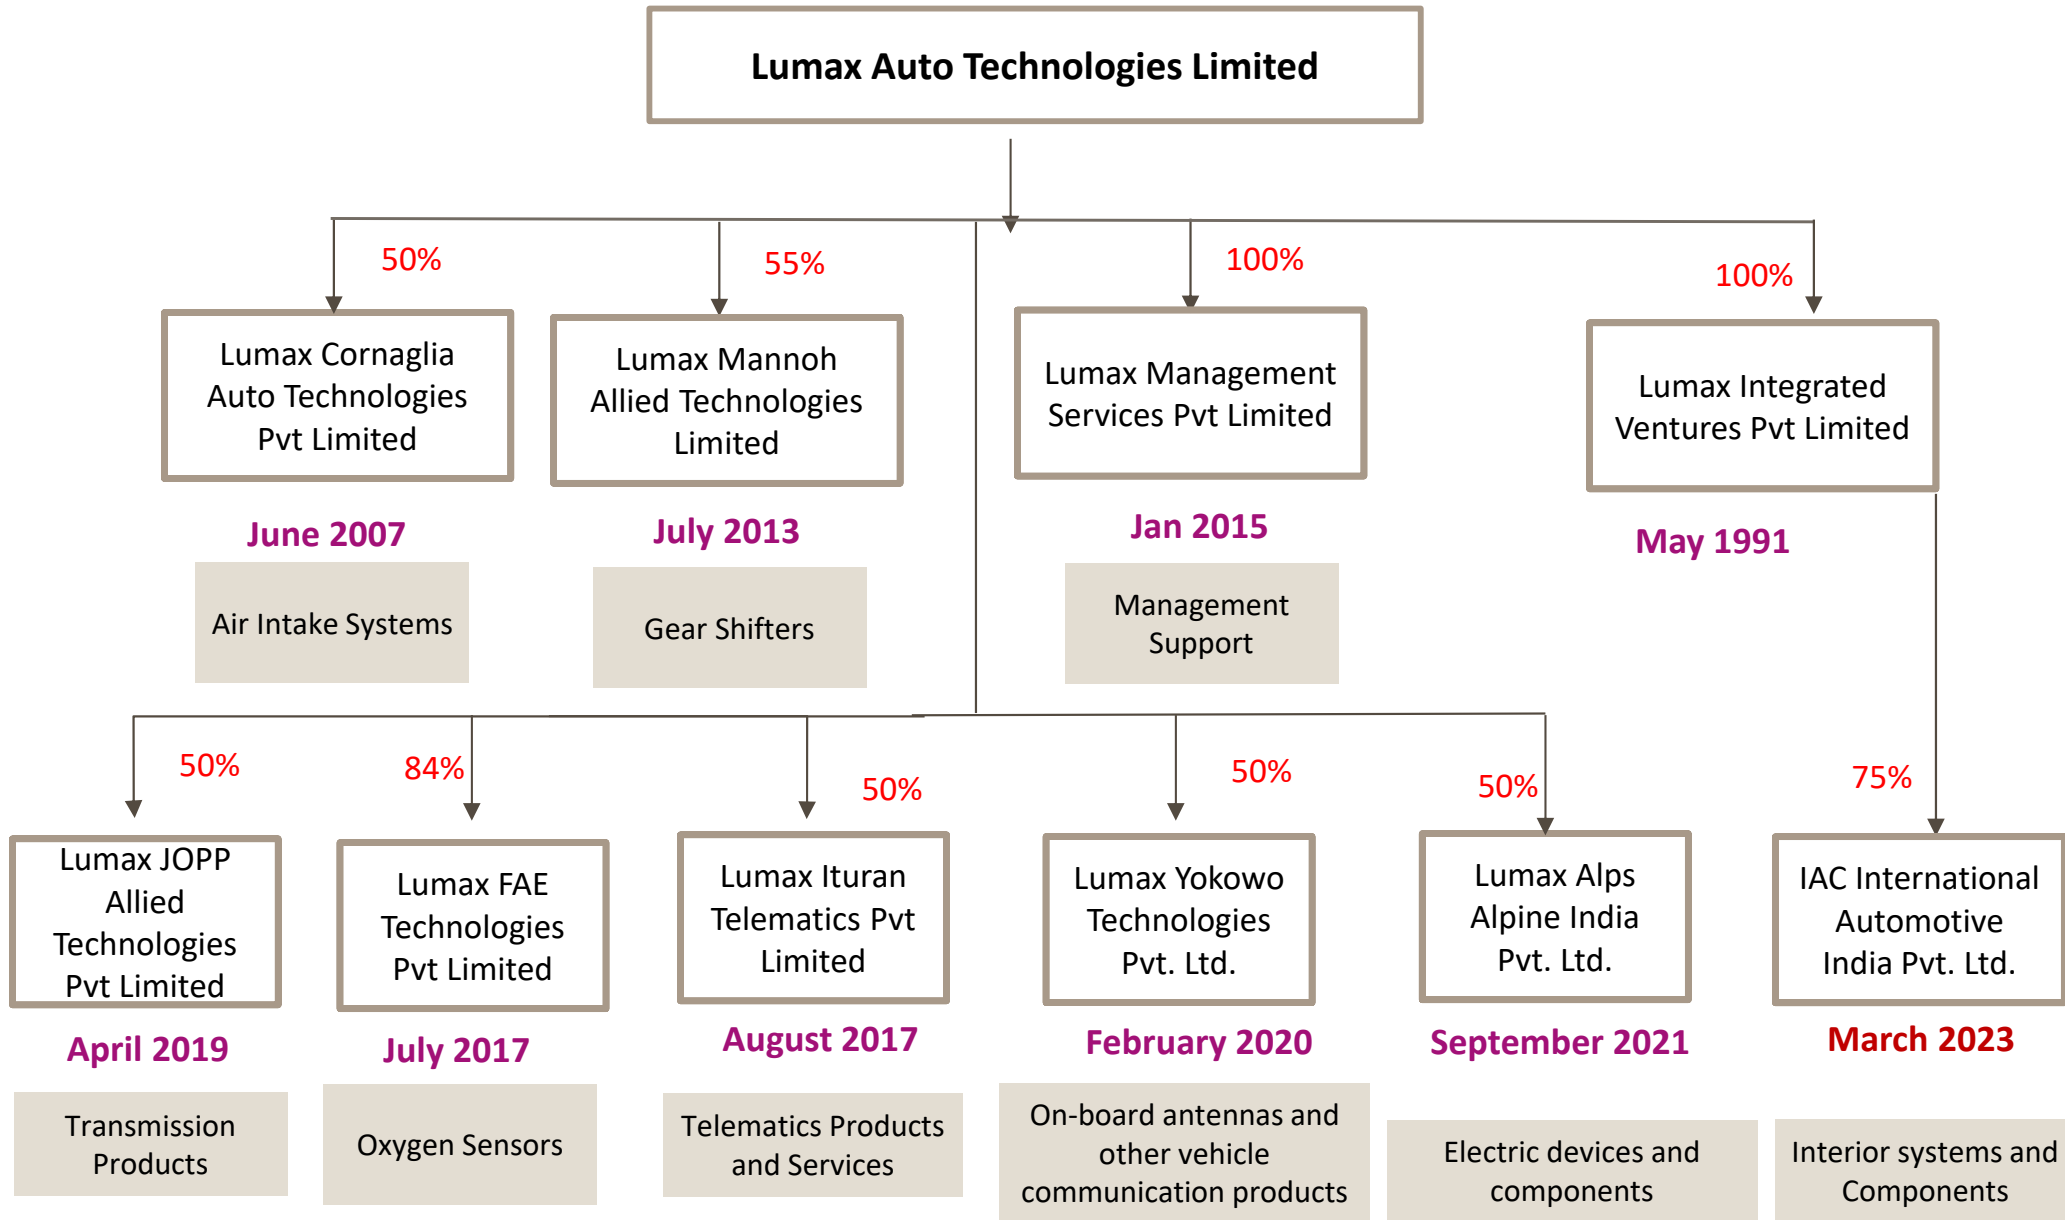 Lumax Auto Technologies Limited
50%
55%
100%
100%
Lumax Cornaglia
Auto Technologies
Pvt Limited
Lumax Mannoh
Allied Technologies
Limited
Lumax Management
Services Pvt Limited
Lumax Integrated
Ventures Pvt Limited
June 2007
July 2013
Jan 2015
May 1991
Air Intake Systems
Gear Shifters
Management
Support
50%
84%
50%
50%
50%
75%
Lumax JOPP
Allied
Technologies
Pvt Limited
Lumax FAE
Technologies
Pvt Limited
Lumax Ituran
Telematics Pvt
Limited
Lumax Yokowo
Technologies
Pvt. Ltd.
Lumax Alps
Alpine India
Pvt. Ltd.
IAC International
Automotive
India Pvt. Ltd.
April 2019
July 2017
August 2017
February 2020
September 2021
March 2023
Transmission
Products
Oxygen Sensors
Telematics Products
and Services
On-board antennas and
other vehicle
communication products
Electric devices and
components
Interior systems and
Components